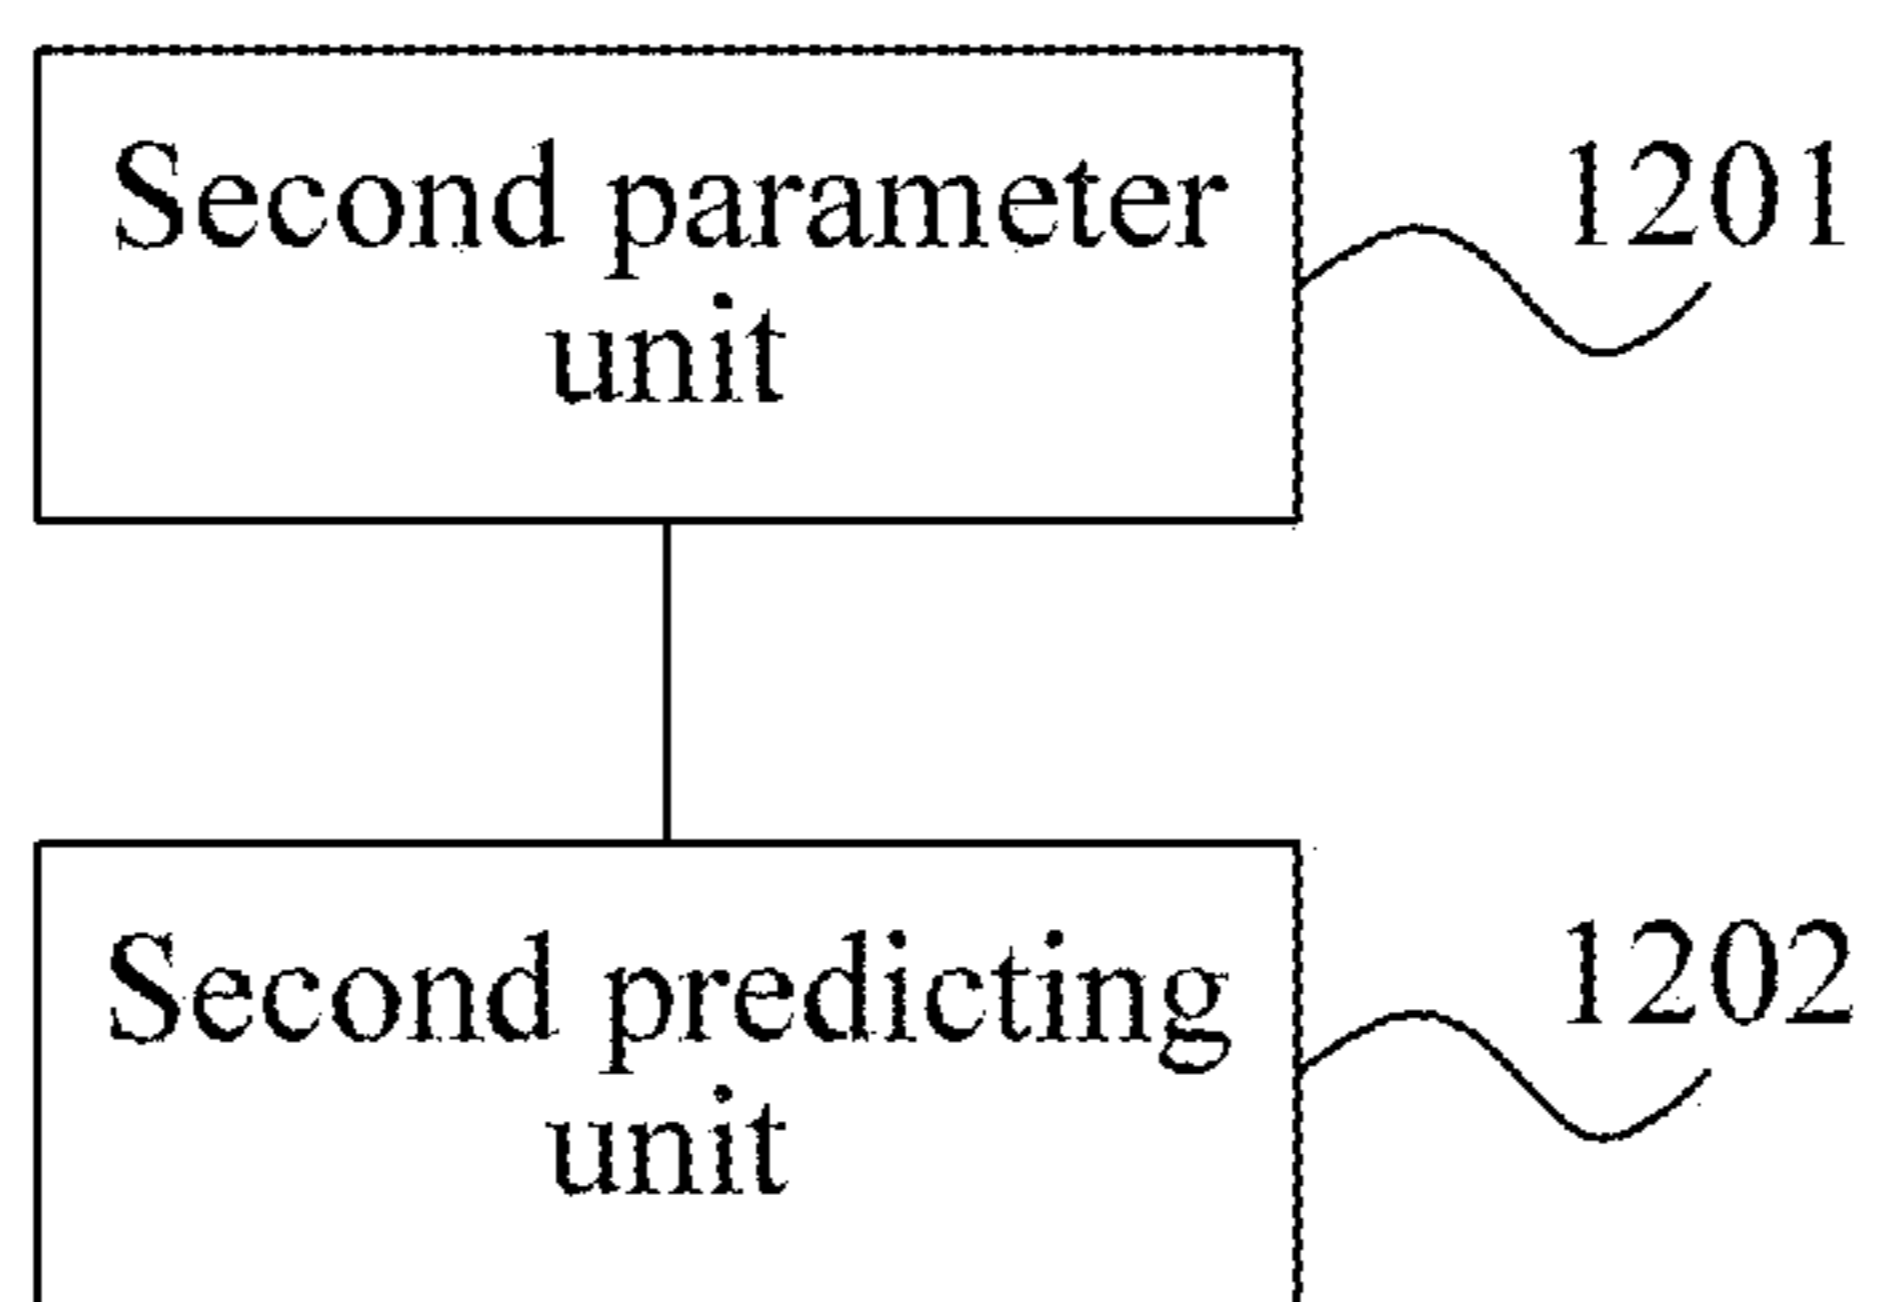 Second parameter
unit
1201
Second predicting
unit
1202